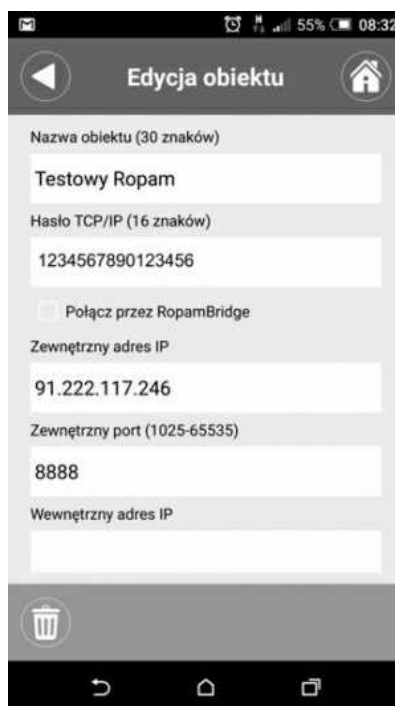 55% 08:32
Edycja obiektu
Nazwa obiektu (30 znaków)
Testowy Ropam
Hasło TCP/IP (16 znaków)
1234567890123456
Połącz przez RopamBridge
Zewnętrzny adres IP
91.222.117.246
Zewnętrzny port (1025-65535)
8888
Wewnętrzny adres IP